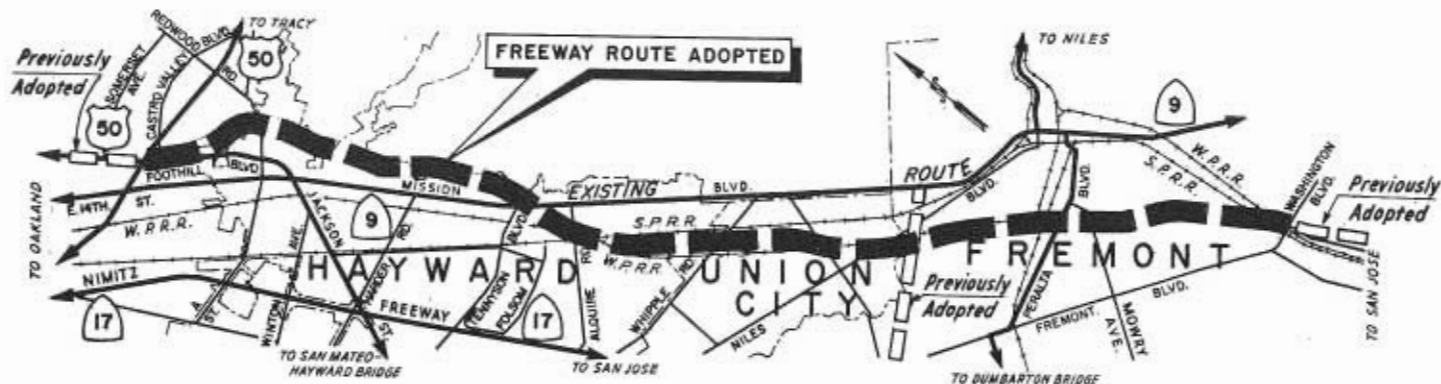 REDWOOD RD.
BLVD.
TO TRACY
50
Previously
Adopted
SOMERSET
AVE.
CASTRO VALLEY
50
FREEWAY ROUTE ADOPTED
TO NILES
9
W.P.R.R.
S.P.R.R.
FOOTHILL BLVD
MISSION
EXISTING
BLVD.
ROUTE
BLVD.
BLVD.
WASHINGTON
BLVD.
Previously
Adopted
TO OAKLAND
E. 14TH. ST.
W.P.R.R.
JACKSON
ST.
9
HARDER RD.
BLVD
S.P.R.R.
W.P.R.R.
RD.
HAYWARD
UNION
CITY
FREMONT
NIMITZ
FREEWAY
17
A ST.
WINTON AVE.
TENNYSON
FOLSOM
17
ALQUIRE
WHIPPLE RD.
NILES
Previously
Adopted
PERALTA
FREMONT. BLVD.
MOWRY
AVE.
TO SAN JOSE
TO SAN MATEO-
HAYWARD BRIDGE
TO SAN JOSE
TO DUMBARTON BRIDGE